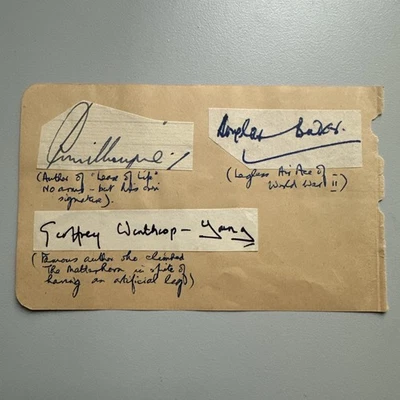 (Author of "Lease of Life"
No arms - but his own
signature).
Douglas Bader.
(Legless Air Ace of
World War II)
Geoffrey Winthrop - Young
(Famous author who climbed
The Matterhorn in spite of
having an artificial leg)